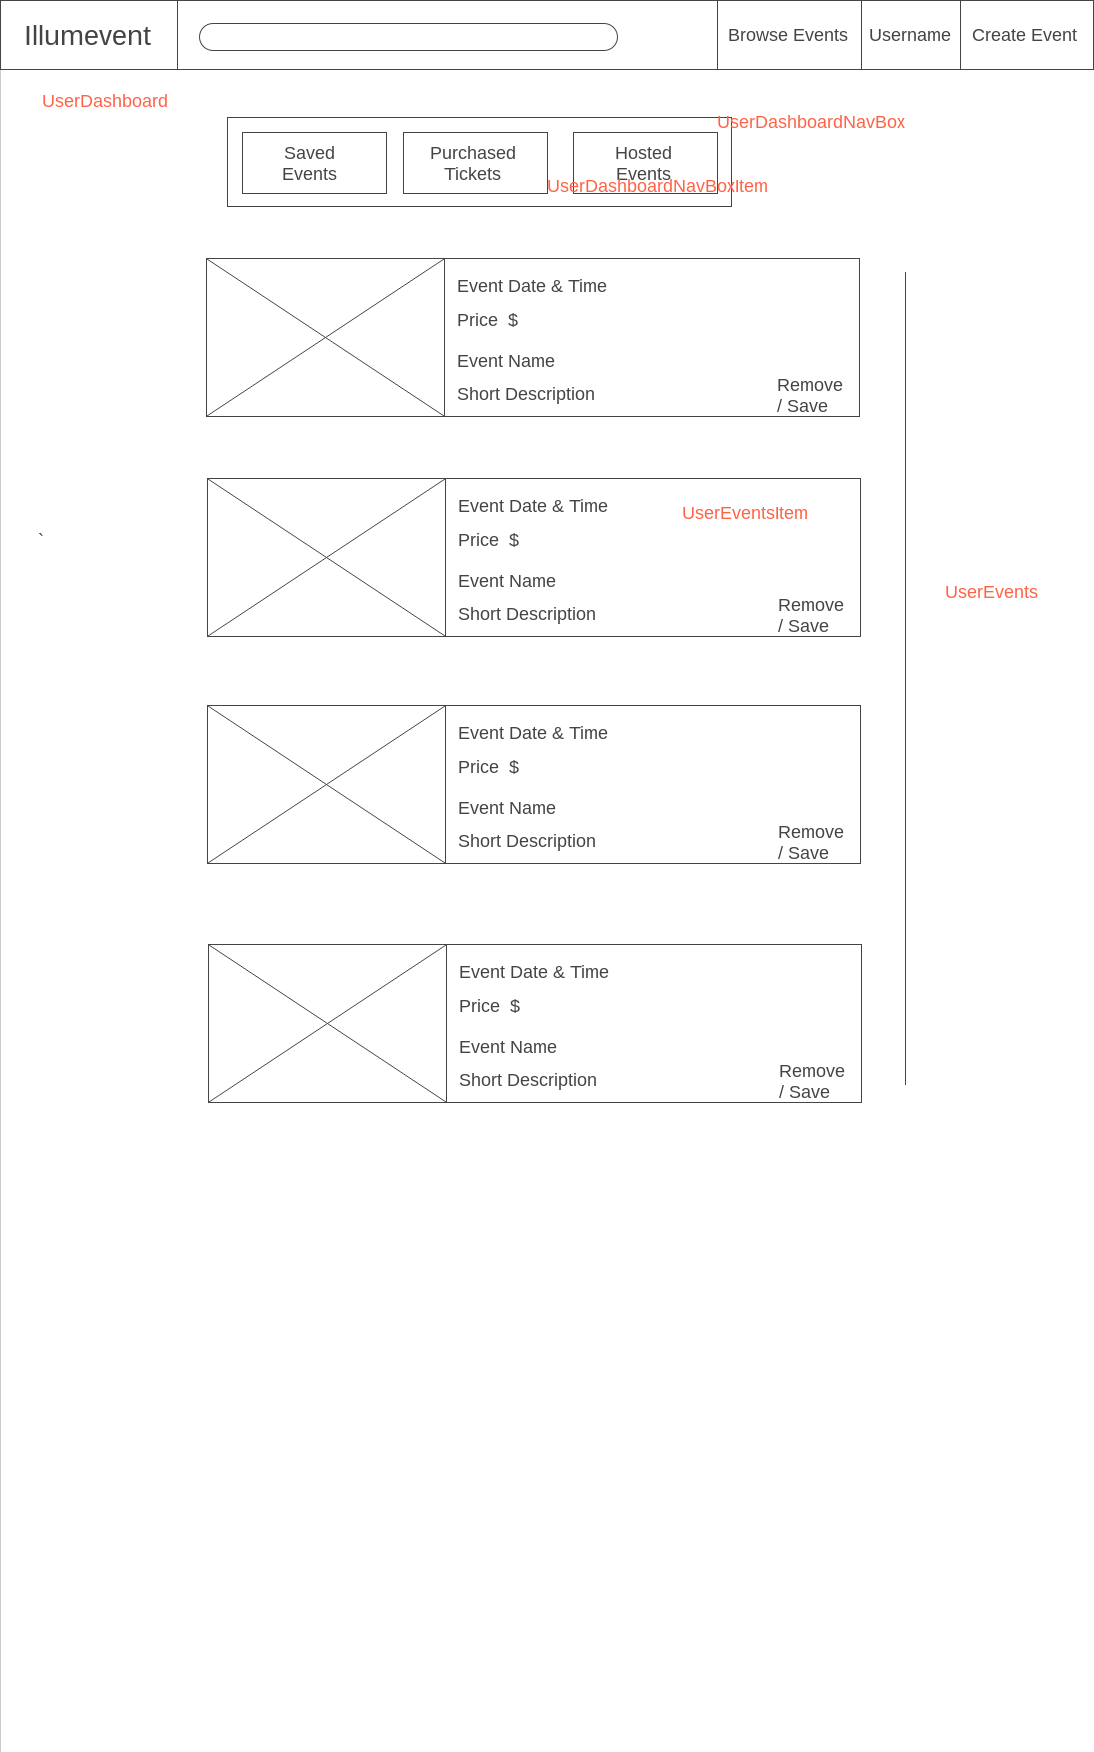 Illumevent
Browse Events
Username
Create Event
UserDashboard
UserDashboardNavBox
Saved
Events
Purchased
Tickets
Hosted
Events
UserDashboardNavBoxItem
Event Date & Time
Price $
Event Name
Short Description
Remove
/ Save
Event Date & Time
UserEventsItem
Price $
Event Name
Short Description
Remove
/ Save
`
UserEvents
Event Date & Time
Price $
Event Name
Short Description
Remove
/ Save
Event Date & Time
Price $
Event Name
Short Description
Remove
/ Save